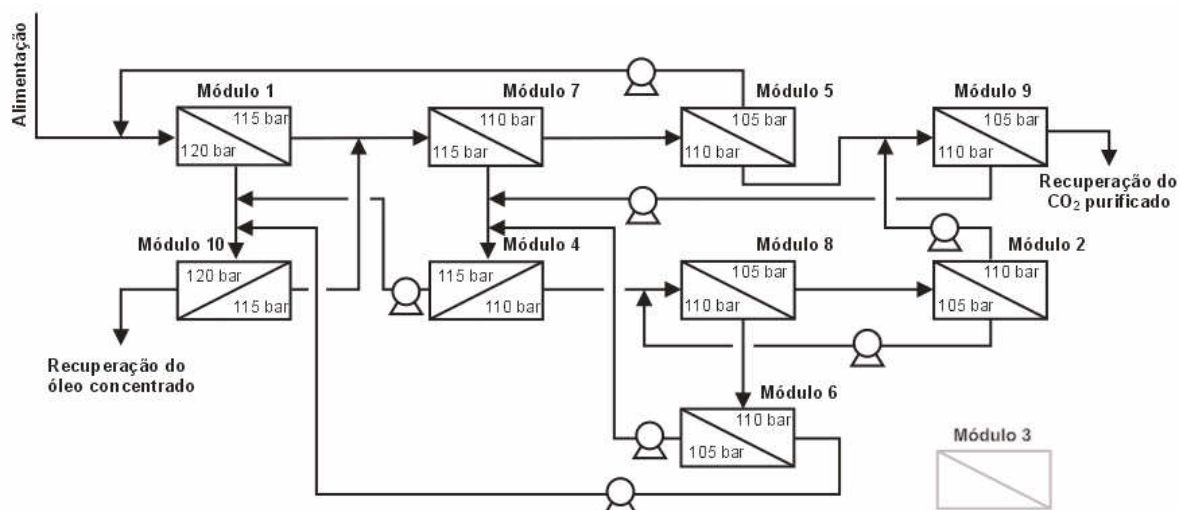 Alimentação
Módulo 1
115 bar
120 bar
Módulo 7
110 bar
115 bar
Módulo 5
105 bar
110 bar
Módulo 9
105 bar
110 bar
Recuperação do
CO₂ purificado
Módulo 10
120 bar
115 bar
Módulo 4
115 bar
110 bar
Módulo 8
105 bar
110 bar
Módulo 2
110 bar
105 bar
Recuperação do
óleo concentrado
Módulo 6
110 bar
105 bar
Módulo 3